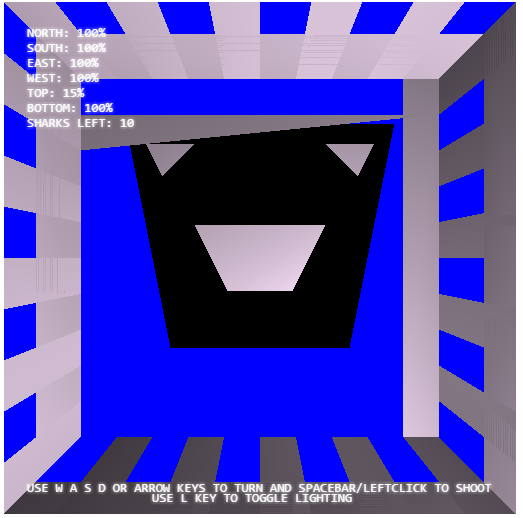 NORTH: 100%
SOUTH: 100%
EAST: 100%
WEST: 100%
TOP: 15%
BOTTOM: 100%
SHARKS LEFT: 10
USE W A S D OR ARROW KEYS TO TURN AND SPACEBAR/LEFTCLICK TO SHOOT
USE L KEY TO TOGGLE LIGHTING